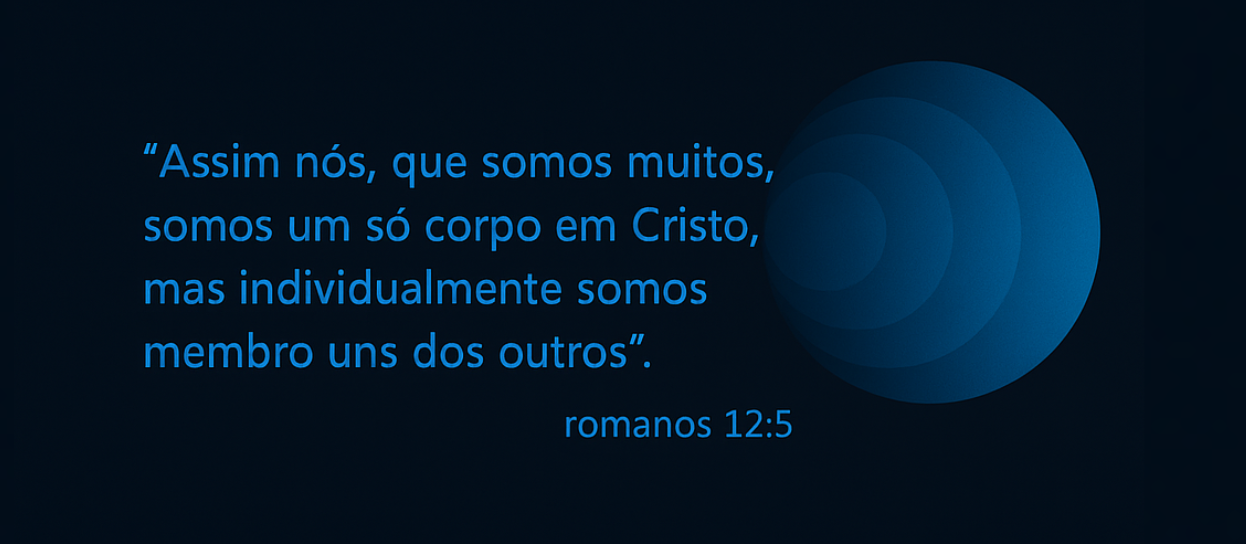 “Assim nós, que somos muitos,
somos um só corpo em Cristo,
mas individualmente somos
membro uns dos outros”.
romanos 12:5